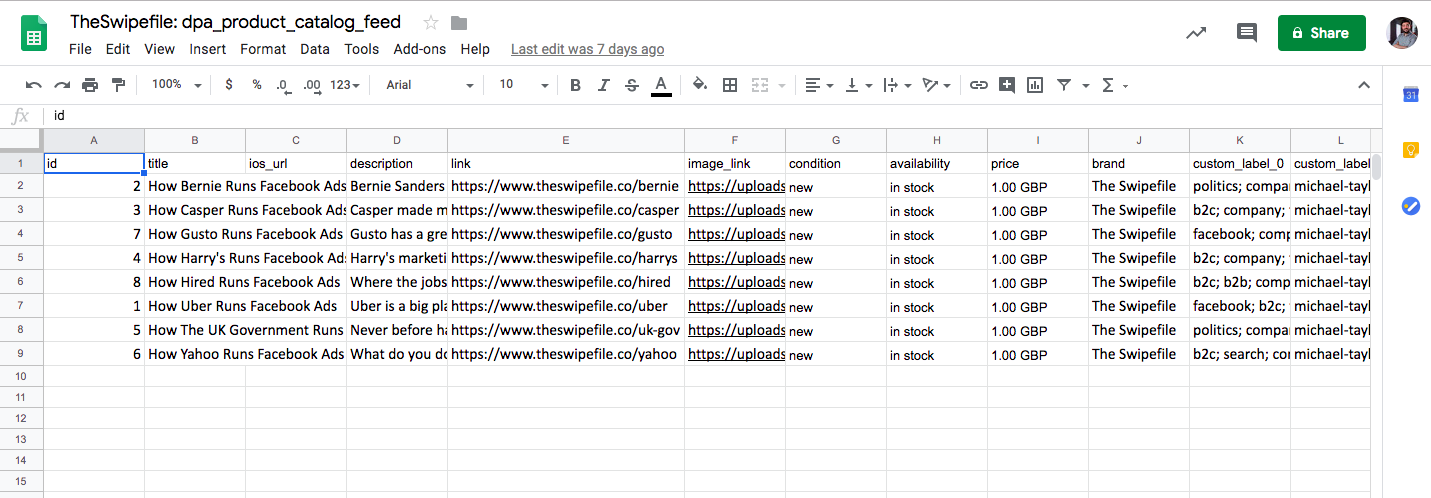 TheSwipefile: dpa_product_catalog_feed
File Edit View Insert Format Data Tools Add-ons Help Last edit was 7 days ago
Share
100% $ % .0 .00 123 Arial 10 B I S A
31
fx id
A B C D E F G H I J K L
1 id title ios_url description link image_link condition availability price brand custom_label_0 custom_label
2 2 How Bernie Runs Facebook Ads Bernie Sanders https://www.theswipefile.co/bernie https://uploads new in stock 1.00 GBP The Swipefile politics; compa michael-tayl
3 3 How Casper Runs Facebook Ads Casper made m https://www.theswipefile.co/casper https://uploads new in stock 1.00 GBP The Swipefile b2c; company; michael-tayl
4 7 How Gusto Runs Facebook Ads Gusto has a gre https://www.theswipefile.co/gusto https://uploads new in stock 1.00 GBP The Swipefile facebook; comp michael-tayl
5 4 How Harry's Runs Facebook Ad Harry's marketi https://www.theswipefile.co/harrys https://uploads new in stock 1.00 GBP The Swipefile b2c; company; michael-tayl
6 8 How Hired Runs Facebook Ads Where the jobs https://www.theswipefile.co/hired https://uploads new in stock 1.00 GBP The Swipefile b2c; b2b; comp michael-tayl
7 1 How Uber Runs Facebook Ads Uber is a big pla https://www.theswipefile.co/uber https://uploads new in stock 1.00 GBP The Swipefile facebook; b2c; michael-tayl
8 5 How The UK Government Runs Never before ha https://www.theswipefile.co/uk-gov https://uploads new in stock 1.00 GBP The Swipefile politics; compa michael-tayl
9 6 How Yahoo Runs Facebook Ads What do you do https://www.theswipefile.co/yahoo https://uploads new in stock 1.00 GBP The Swipefile b2c; search; co michael-tayl
10
11
12
13
14
15